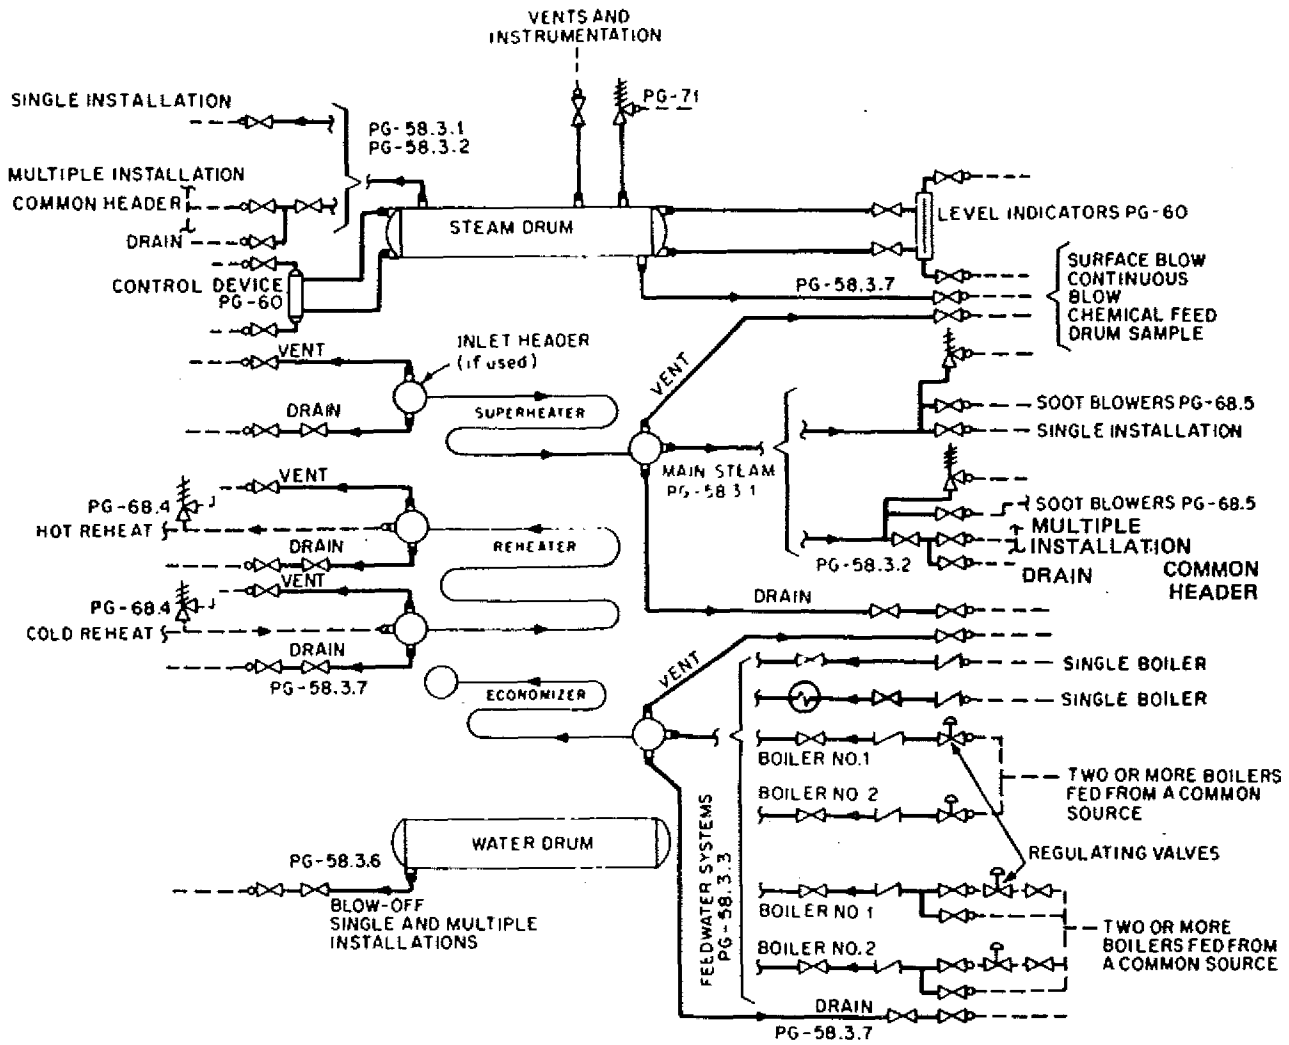 VENTS AND
INSTRUMENTATION
SINGLE INSTALLATION
PG-71
PG-58.3.1
PG-58.3.2
MULTIPLE INSTALLATION
COMMON HEADER
DRAIN
STEAM DRUM
LEVEL INDICATORS PG-60
CONTROL DEVICE
PG-60
PG-58.3.7
SURFACE BLOW
CONTINUOUS
BLOW
CHEMICAL FEED
DRUM SAMPLE
VENT
INLET HEADER
(if used)
VENT
DRAIN
SUPERHEATER
SOOT BLOWERS PG-68.5
SINGLE INSTALLATION
MAIN STEAM
PG-58.3.1
VENT
PG-68.4
HOT REHEAT
REHEATER
DRAIN
SOOT BLOWERS PG-68.5
MULTIPLE
INSTALLATION
PG-58.3.2
DRAIN
COMMON
HEADER
VENT
PG-68.4
COLD REHEAT
DRAIN
DRAIN
PG-58.3.7
VENT
ECONOMIZER
SINGLE BOILER
SINGLE BOILER
BOILER NO.1
BOILER NO 2
TWO OR MORE BOILERS
FED FROM A COMMON
SOURCE
FEEDWATER SYSTEMS
PG-58.3.3
WATER DRUM
REGULATING VALVES
PG-58.3.6
BLOW-OFF
SINGLE AND MULTIPLE
INSTALLATIONS
BOILER NO 1
BOILER NO.2
TWO OR MORE
BOILERS FED FROM
A COMMON SOURCE
DRAIN
PG-58.3.7